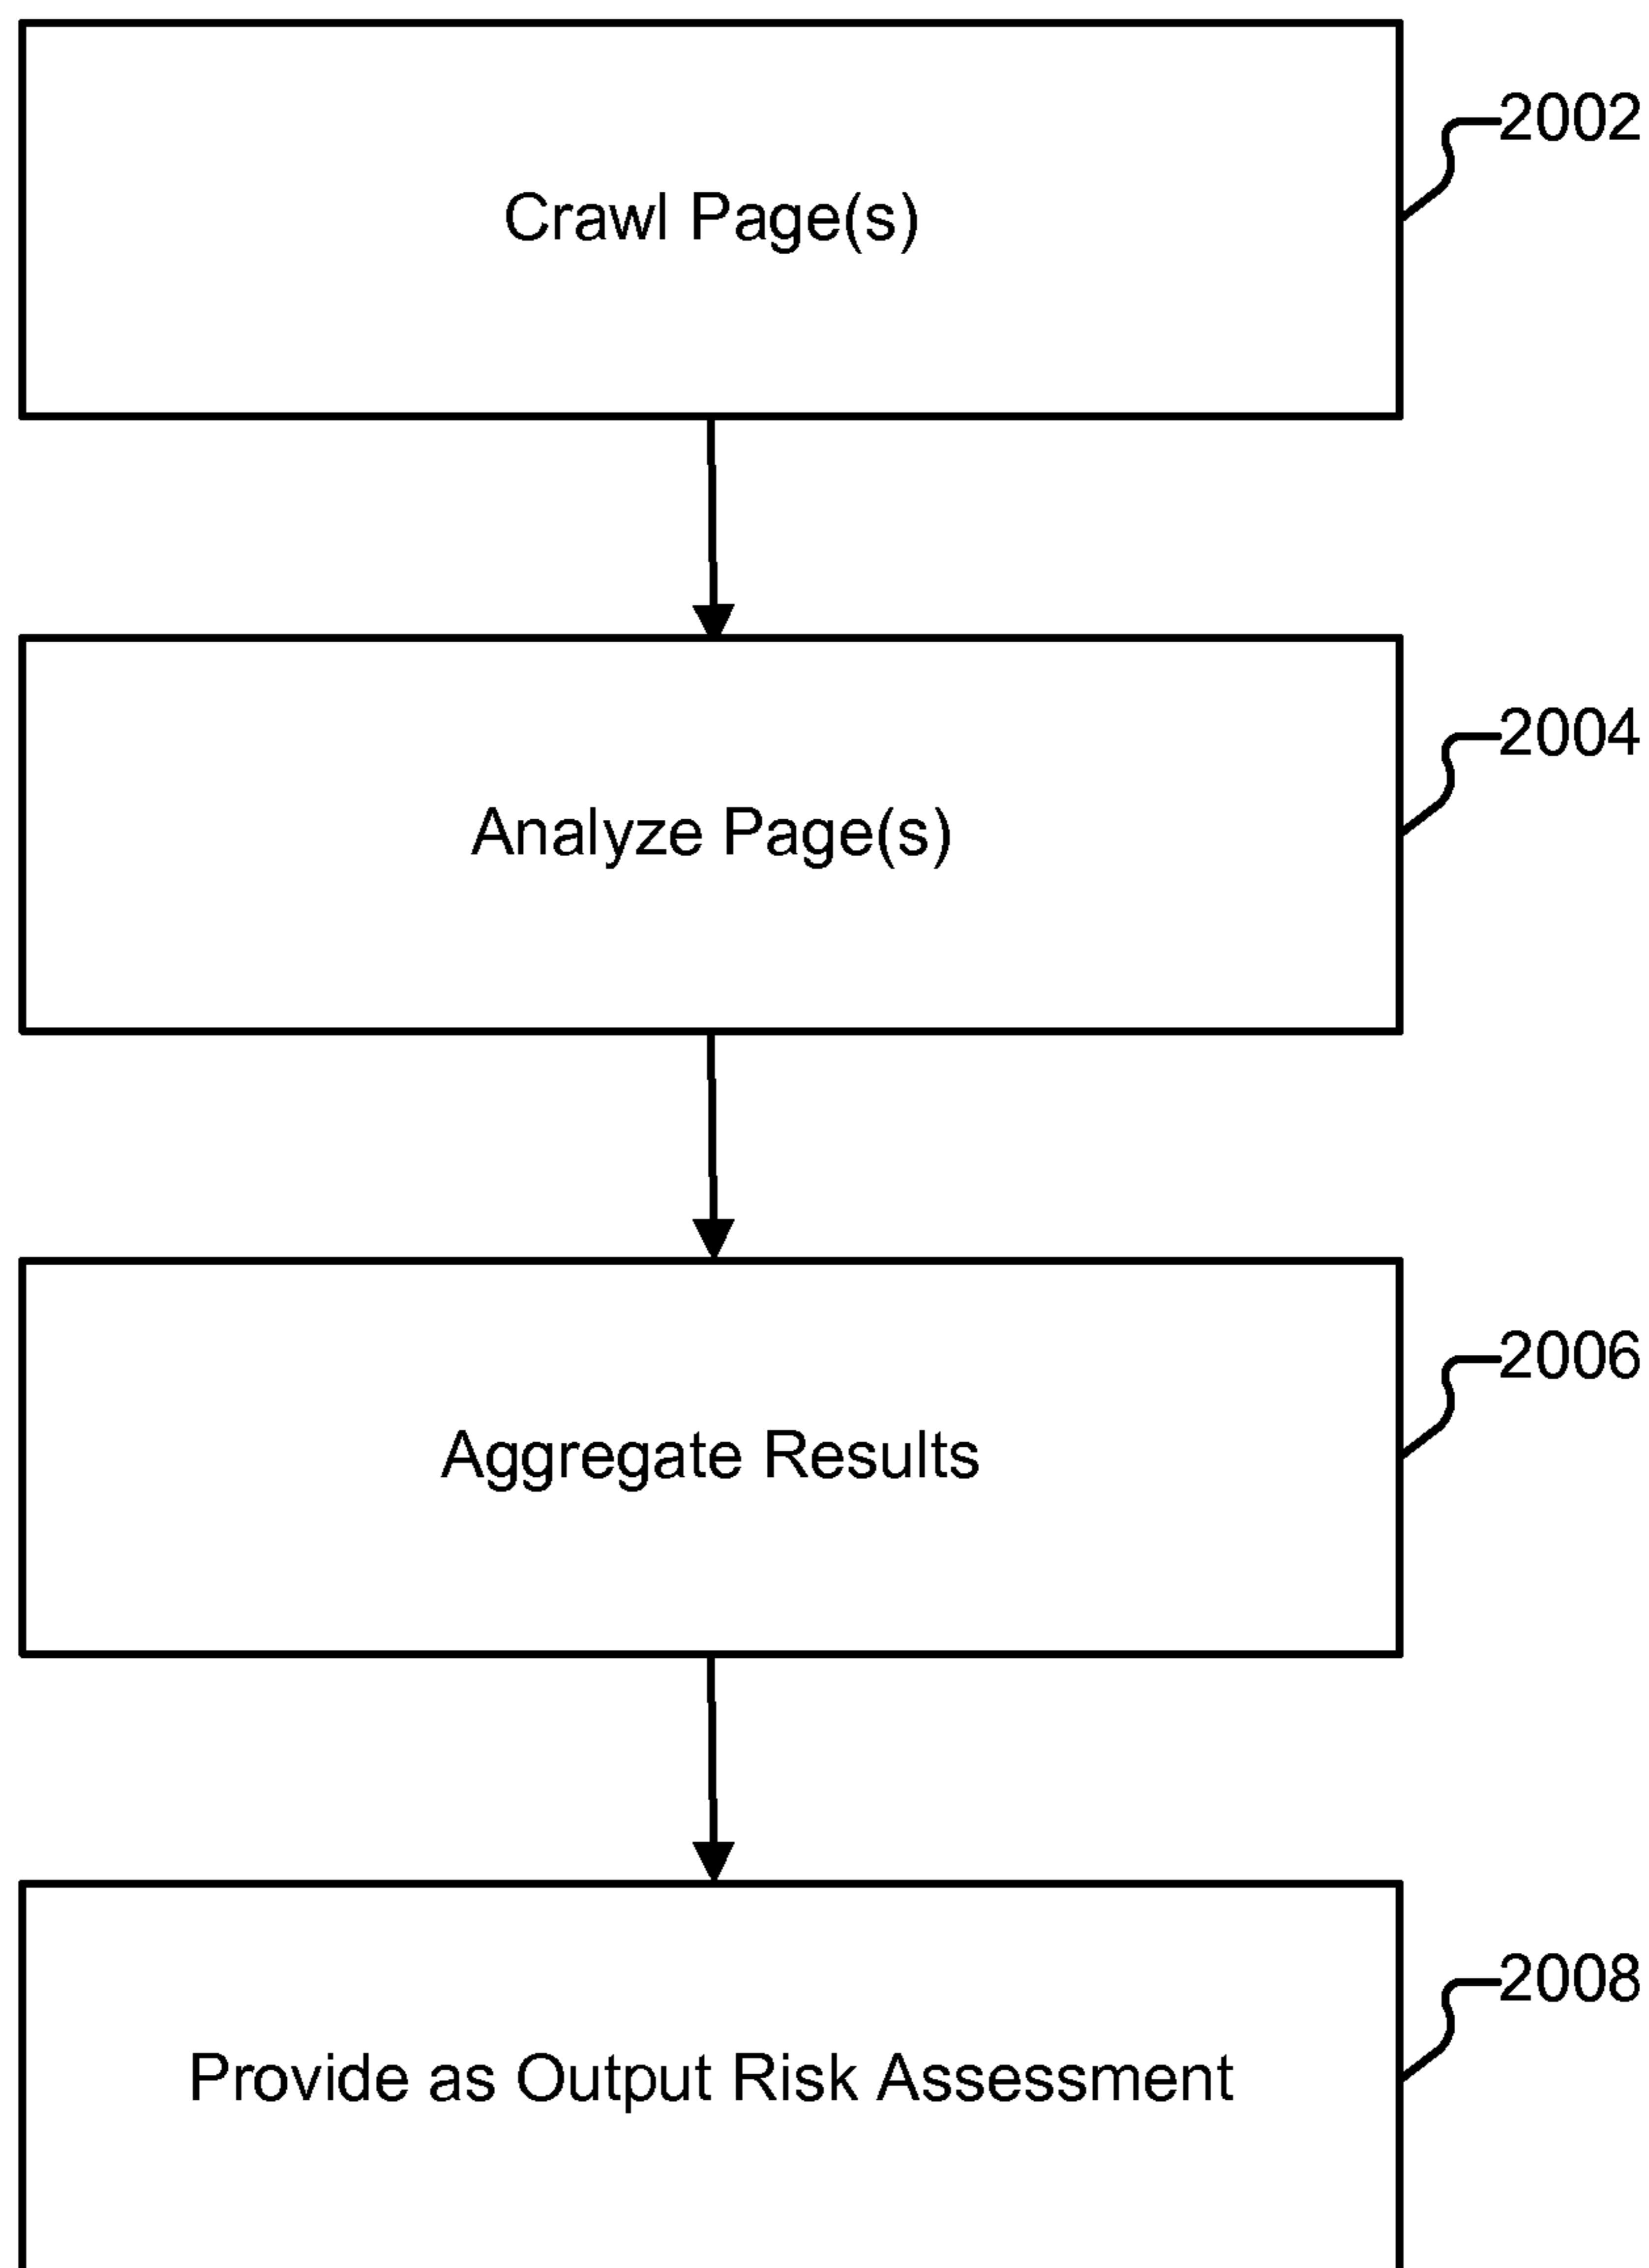 Crawl Page(s)
2002
Analyze Page(s)
2004
Aggregate Results
2006
Provide as Output Risk Assessment
2008